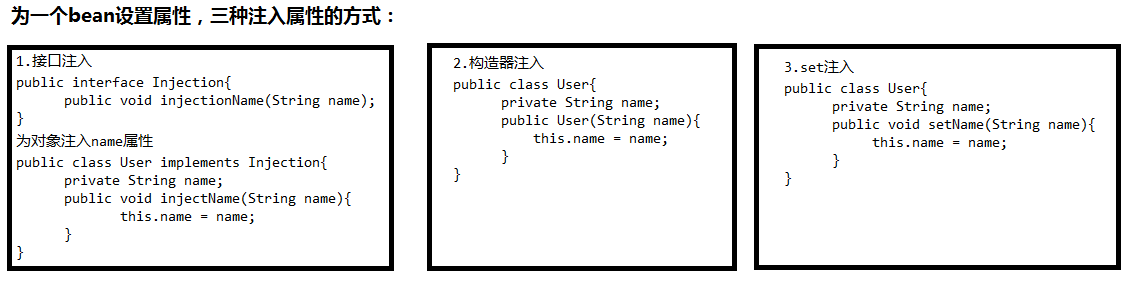 为一个bean设置属性，三种注入属性的方式：
1.接口注入
public interface Injection{
public void injectionName(String name);
}
为对象注入name属性
public class User implements Injection{
private String name;
public void injectName(String name){
this.name = name;
}
}
2.构造器注入
public class User{
private String name;
public User(String name){
this.name = name;
}
}
3.set注入
public class User{
private String name;
public void setName(String name){
this.name = name;
}
}